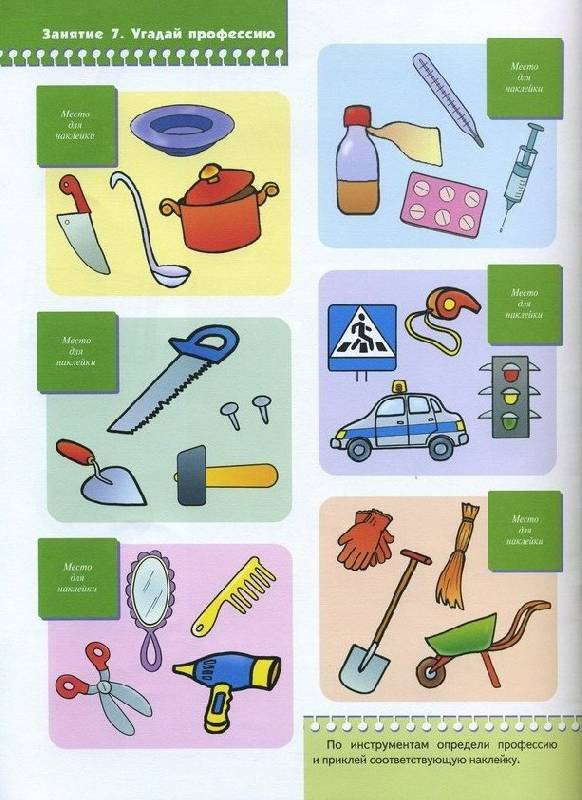 Занятие 7. Угадай профессию
Место
для
наклейки
Место
для
наклейки
Место
для
наклейки
Место
для
наклейки
Место
для
наклейки
Место
для
наклейки
По инструментам определи профессию
и приклей соответствующую наклейку.